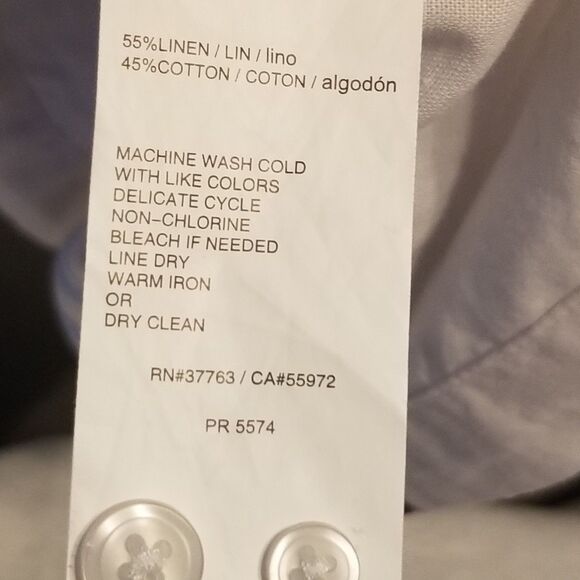 55%LINEN / LIN / lino
45%COTTON / COTON / algodón
MACHINE WASH COLD
WITH LIKE COLORS
DELICATE CYCLE
NON-CHLORINE
BLEACH IF NEEDED
LINE DRY
WARM IRON
OR
DRY CLEAN
RN#37763 / CA#55972
PR 5574